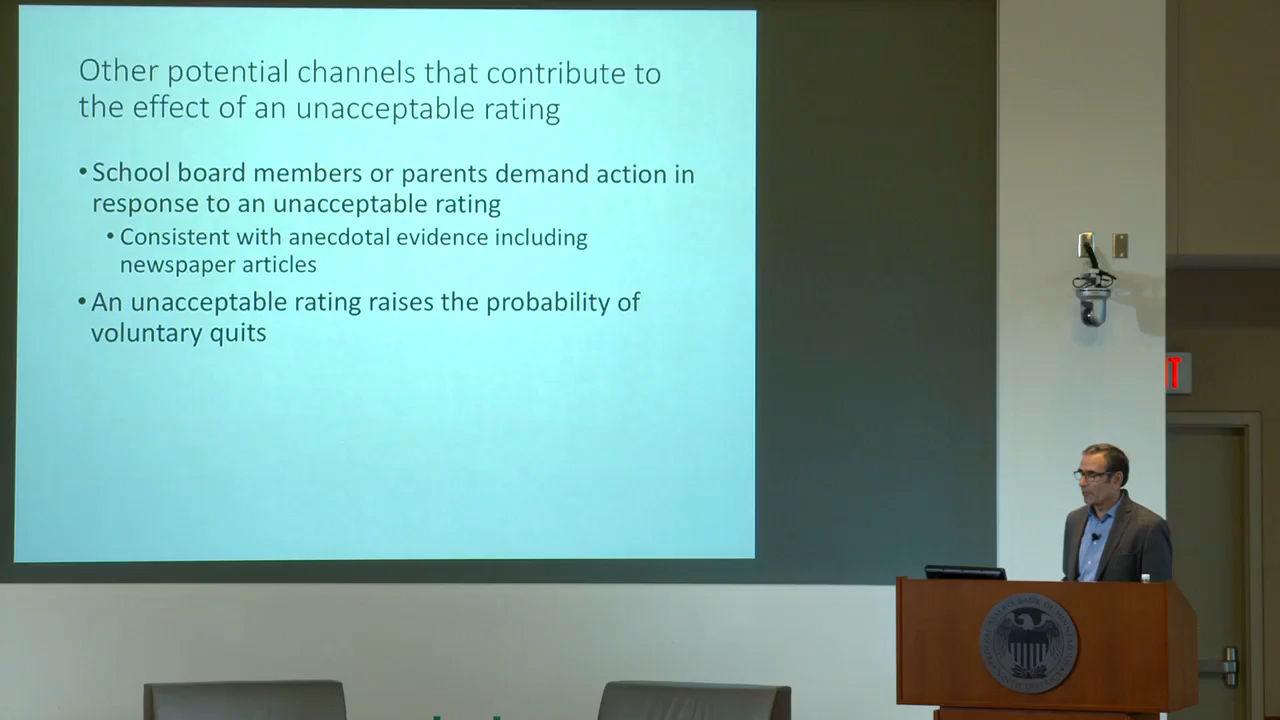 Other potential channels that contribute to
the effect of an unacceptable rating
•School board members or parents demand action in
response to an unacceptable rating
•Consistent with anecdotal evidence including
newspaper articles
•An unacceptable rating raises the probability of
voluntary quits
T